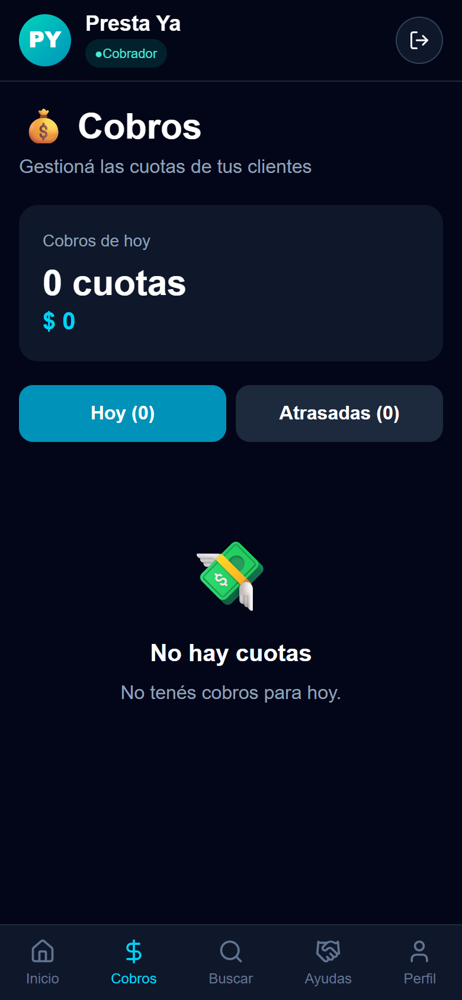 PY
Presta Ya
●Cobrador
💰 Cobros
Gestioná las cuotas de tus clientes
Cobros de hoy
0 cuotas
$ 0
Hoy (0)
Atrasadas (0)
No hay cuotas
No tenés cobros para hoy.
Inicio
Cobros
Buscar
Ayudas
Perfil